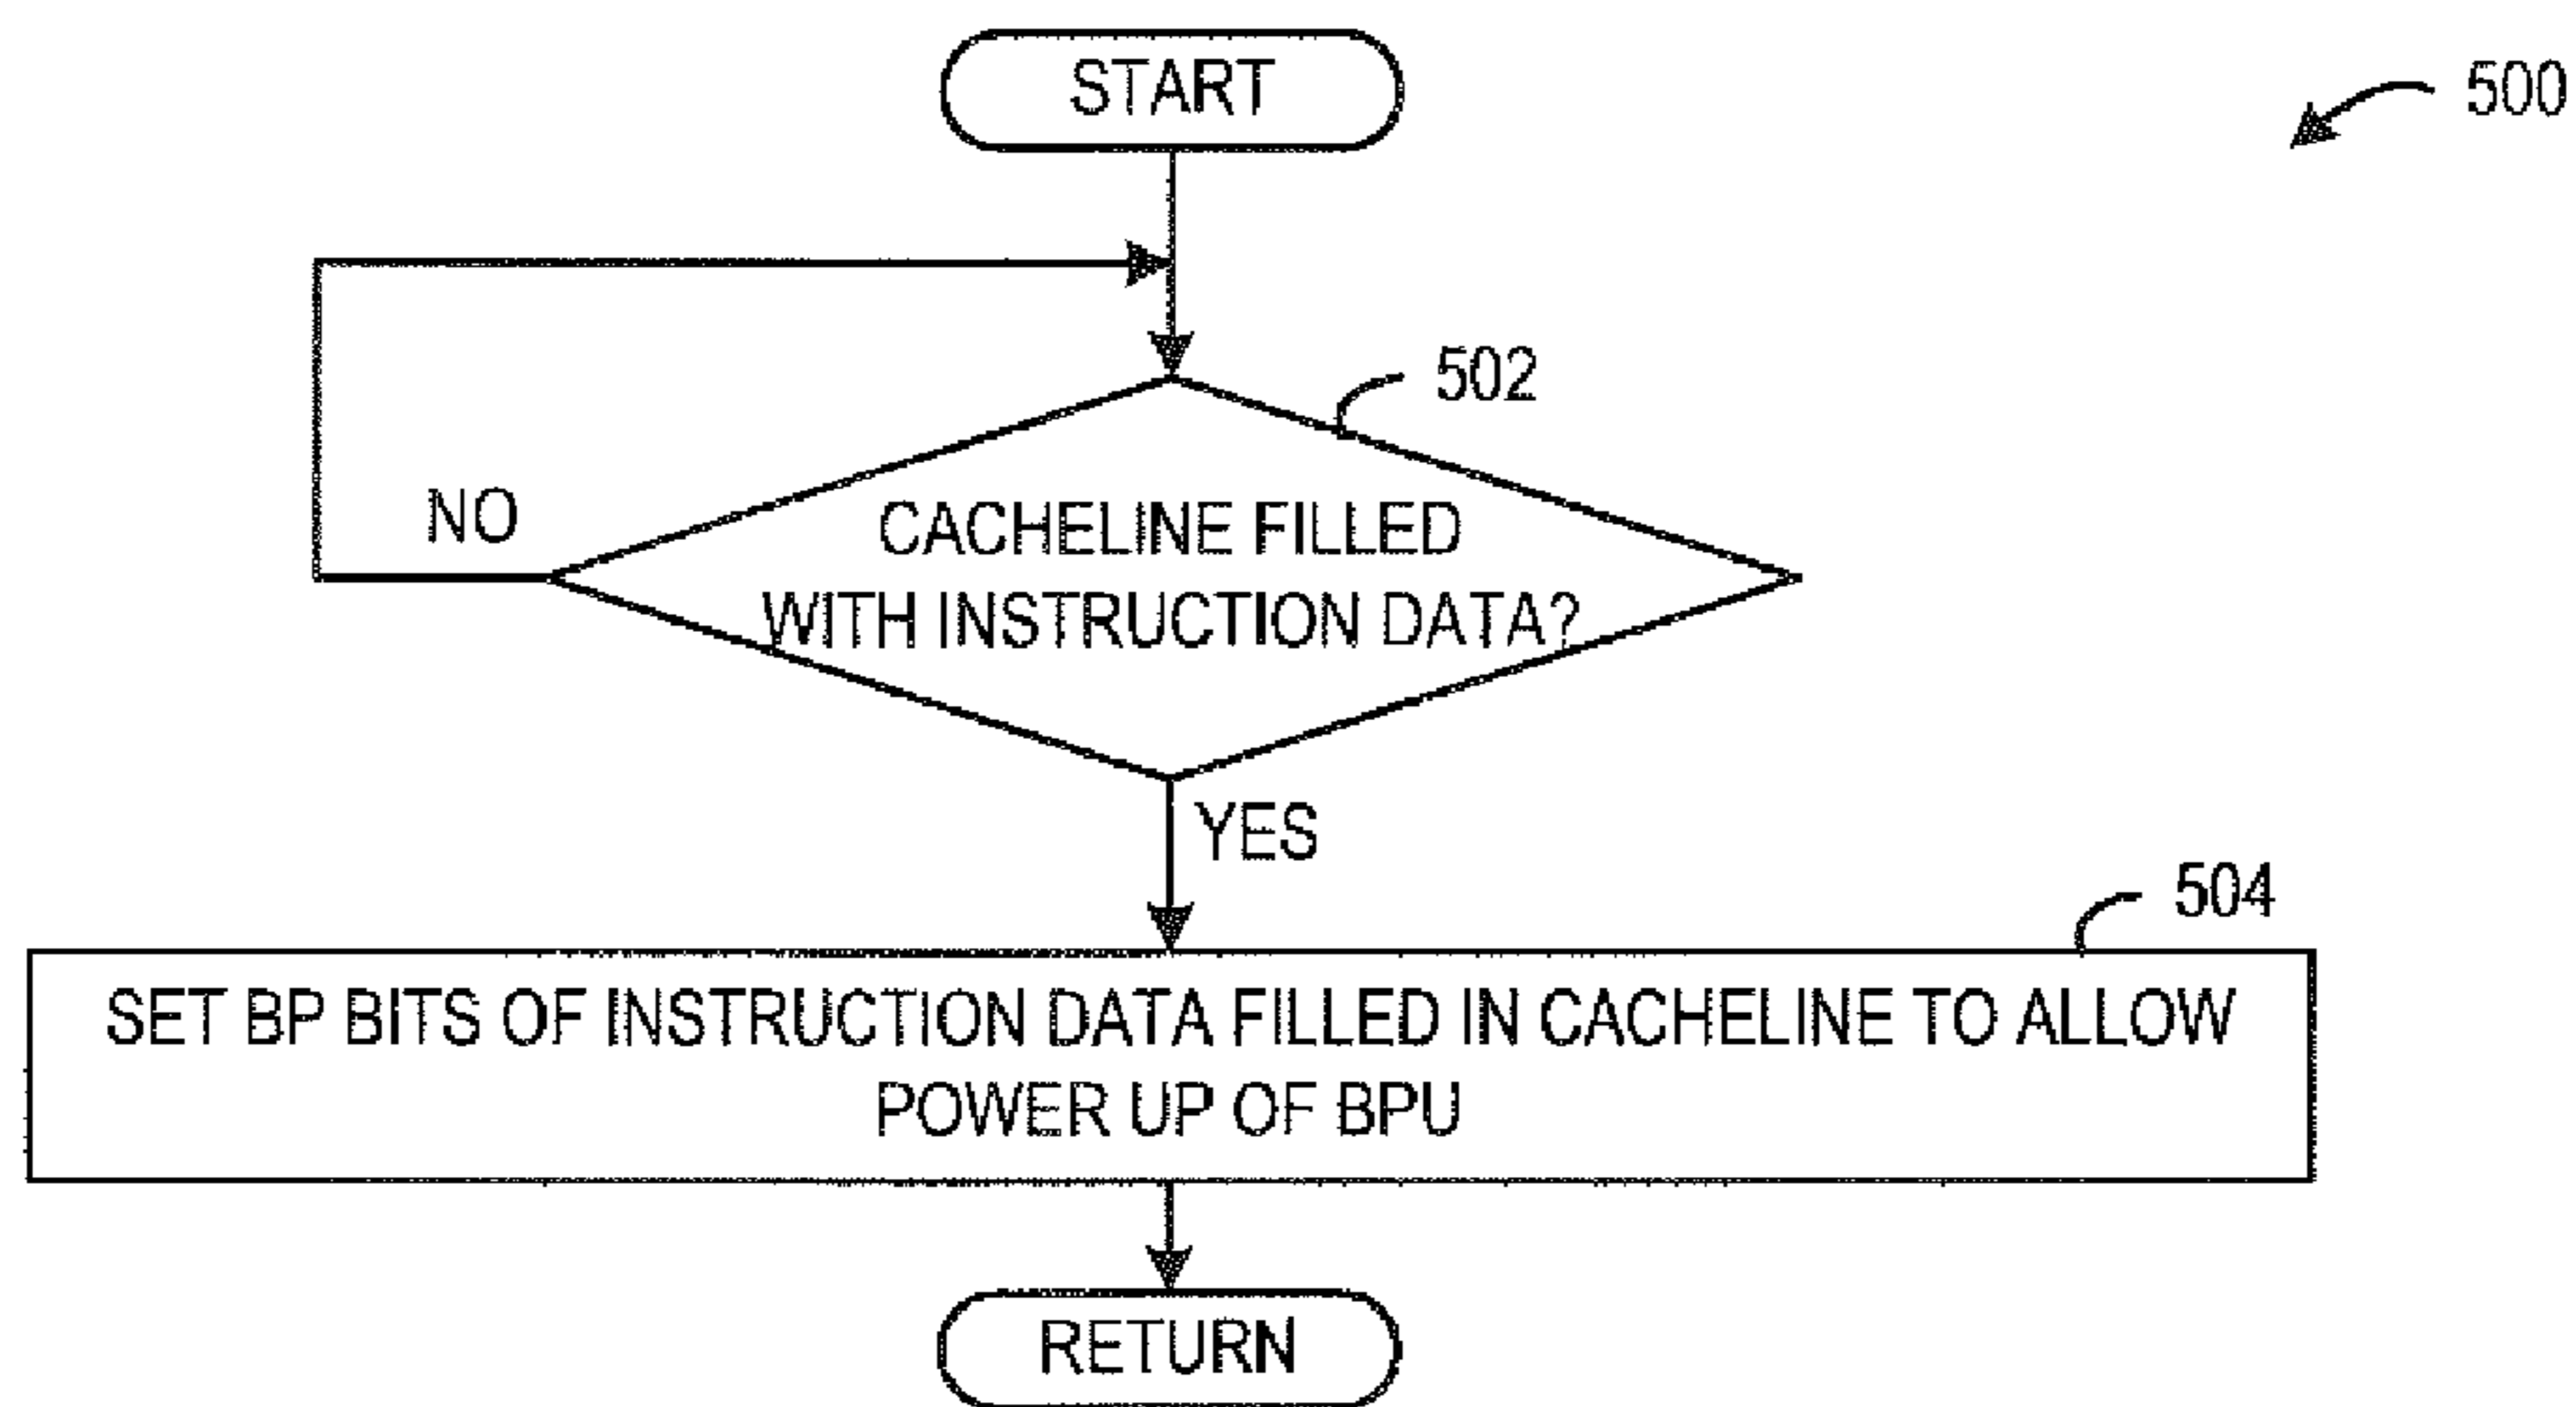 START
500
502
NO
CACHELINE FILLED
WITH INSTRUCTION DATA?
YES
504
SET BP BITS OF INSTRUCTION DATA FILLED IN CACHELINE TO ALLOW
POWER UP OF BPU
RETURN